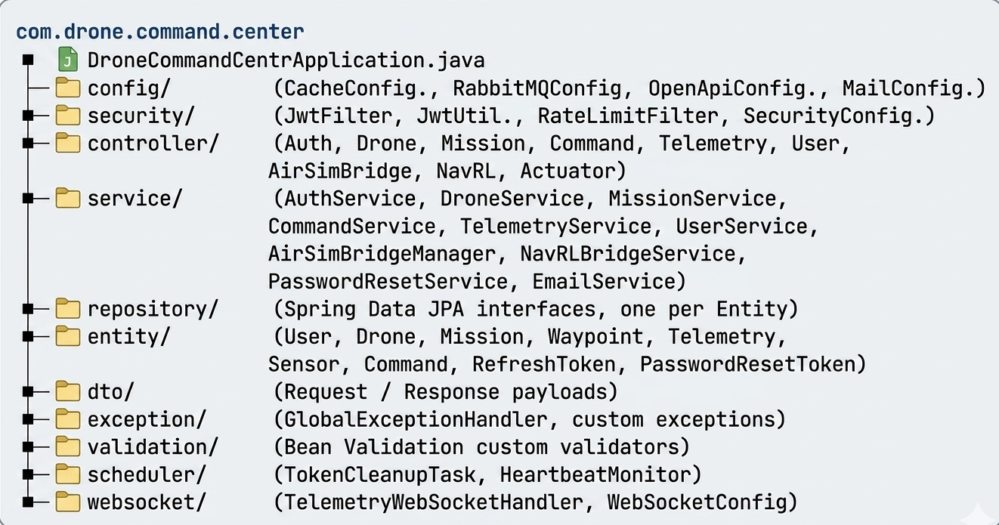 com.drone.command.center
DroneCommandCentrApplication.java
config/ (CacheConfig., RabbitMQConfig, OpenApiConfig., MailConfig.)
security/ (JwtFilter, JwtUtil., RateLimitFilter, SecurityConfig.)
controller/ (Auth, Drone, Mission, Command, Telemetry, User,
AirSimBridge, NavRL, Actuator)
service/ (AuthService, DroneService, MissionService,
CommandService, TelemetryService, UserService,
AirSimBridgeManager, NavRLBridgeService,
PasswordResetService, EmailService)
repository/ (Spring Data JPA interfaces, one per Entity)
entity/ (User, Drone, Mission, Waypoint, Telemetry,
Sensor, Command, RefreshToken, PasswordResetToken)
dto/ (Request / Response payloads)
exception/ (GlobalExceptionHandler, custom exceptions)
validation/ (Bean Validation custom validators)
scheduler/ (TokenCleanupTask, HeartbeatMonitor)
websocket/ (TelemetryWebSocketHandler, WebSocketConfig)